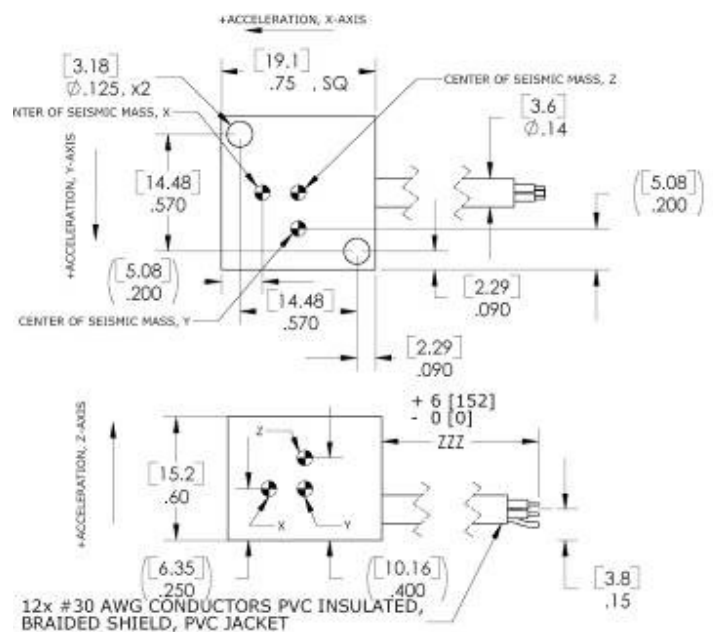 +ACCELERATION, X-AXIS
[3.18]
Ø.125, x2
[19.1]
.75 , SQ
CENTER OF SEISMIC MASS, Z
NTER OF SEISMIC MASS, X
[3.6]
Ø.14
+ACCELERATION, Y-AXIS
[14.48]
.570
([5.08]
.200)
([5.08]
.200)
[14.48]
.570
[2.29]
.090
CENTER OF SEISMIC MASS, Y
[2.29]
.090
+ 6 [152]
- 0 [0]
ZZZ
+ACCELERATION, Z-AXIS
Z
[15.2]
.60
X
Y
([6.35]
.250)
([10.16]
.400)
[3.8]
.15
12x #30 AWG CONDUCTORS PVC INSULATED,
BRAIDED SHIELD, PVC JACKET